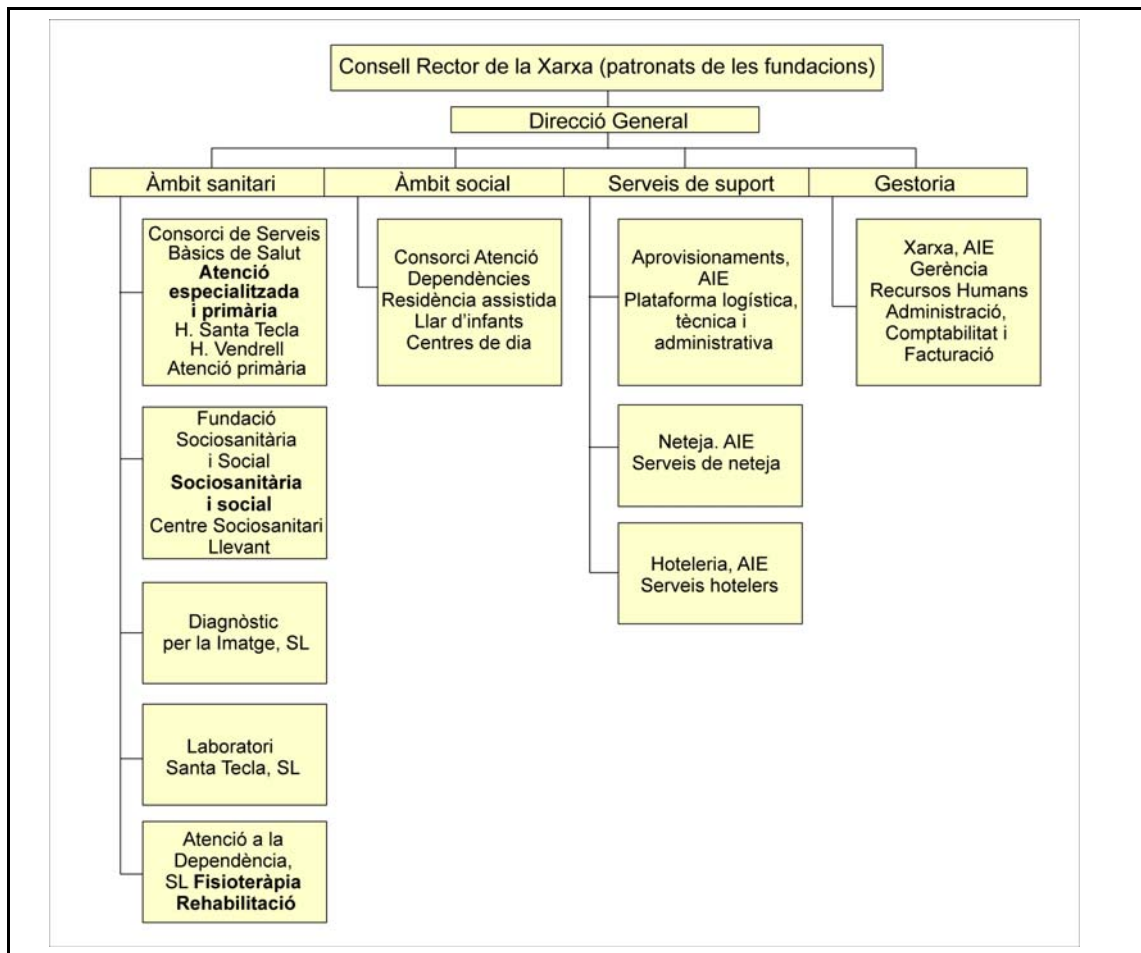 Consell Rector de la Xarxa (patronats de les fundacions)
Direcció General
Àmbit sanitari
Àmbit social
Serveis de suport
Gestoria
Consorci de Serveis
Bàsics de Salut
Atenció
especialitzada
i primària
H. Santa Tecla
H. Vendrell
Atenció primària
Fundació
Sociosanitària
i Social
Sociosanitària
i social
Centre Sociosanitari
Llevant
Diagnòstic
per la Imatge, SL
Laboratori
Santa Tecla, SL
Atenció a la
Dependència,
SL Fisioteràpia
Rehabilitació
Consorci Atenció
Dependències
Residència assistida
Llar d’infants
Centres de dia
Aprovisionaments,
AIE
Plataforma logística,
tècnica i
administrativa
Neteja. AIE
Serveis de neteja
Hoteleria, AIE
Serveis hotelers
Xarxa, AIE
Gerència
Recursos Humans
Administració,
Comptabilitat i
Facturació